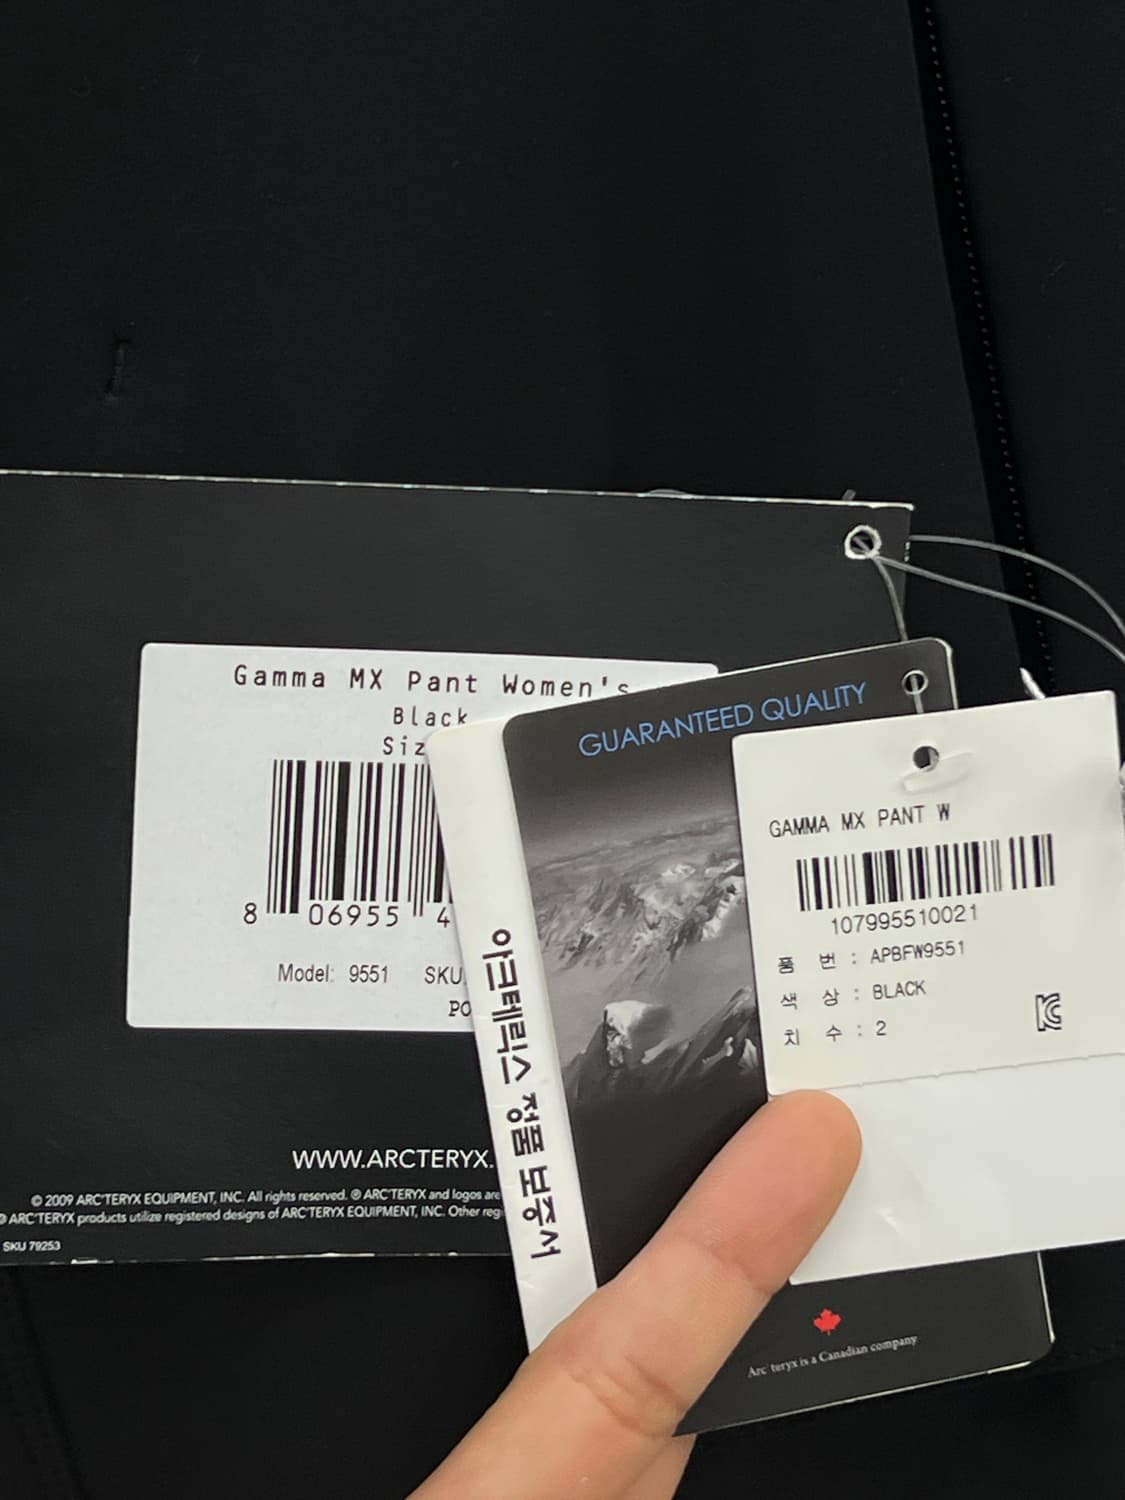 Gamma MX Pant Women's
Black
Siz
8 06955 4
Model: 9551 SKU
PO
WWW.ARCTERYX.
© 2009 ARC'TERYX EQUIPMENT, INC. All rights reserved. ® ARC'TERYX and logos are
ARC'TERYX products utilize registered designs of ARC'TERYX EQUIPMENT, INC. Other reg
SKU 79253
아크테릭스 정품 보증서
GUARANTEED QUALITY
GAMMA MX PANT W
107995510021
품 번 : APBFW9551
색 상 : BLACK
치 수 : 2
Arc'teryx is a Canadian company